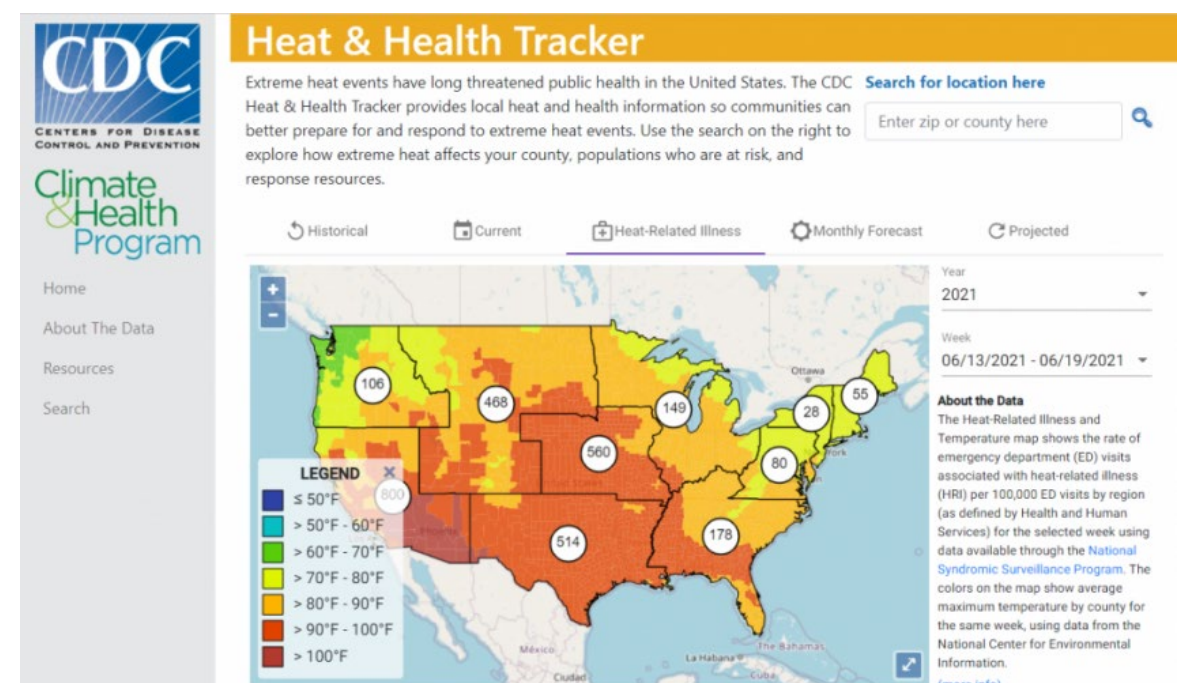 CDC
CENTERS FOR DISEASE
CONTROL AND PREVENTION
Climate
&Health
Program
Home
About The Data
Resources
Search
Heat & Health Tracker
Extreme heat events have long threatened public health in the United States. The CDC
Heat & Health Tracker provides local heat and health information so communities can
better prepare for and respond to extreme heat events. Use the search on the right to
explore how extreme heat affects your county, populations who are at risk, and
response resources.
Search for location here
Enter zip or county here
Historical
Current
Heat-Related Illness
Monthly Forecast
Projected
+
-
Ottawa
106
468
149
28
55
560
80
York
800
Phoenix
514
178
México
Ciudad
La Habana
Cuba
The Bahamas
LEGEND X
≤ 50°F
> 50°F - 60°F
> 60°F - 70°F
> 70°F - 80°F
> 80°F - 90°F
> 90°F - 100°F
> 100°F
Year
2021
Week
06/13/2021 - 06/19/2021
About the Data
The Heat-Related Illness and
Temperature map shows the rate of
emergency department (ED) visits
associated with heat-related illness
(HRI) per 100,000 ED visits by region
(as defined by Health and Human
Services) for the selected week using
data available through the National
Syndromic Surveillance Program. The
colors on the map show average
maximum temperature by county for
the same week, using data from the
National Center for Environmental
Information.
(more info)